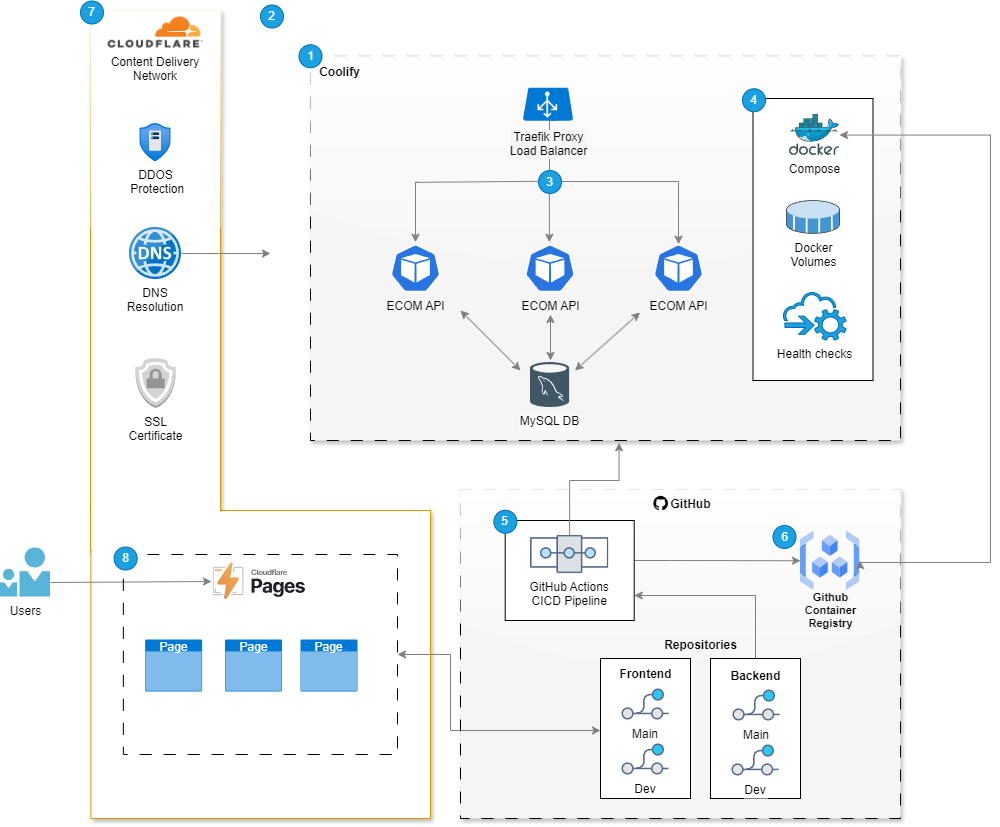 7
CLOUDFLARE
Content Delivery
Network
DDOS
Protection
DNS
DNS
Resolution
SSL
Certificate
2
1
Coolify
Traefik Proxy
Load Balancer
3
ECOM API
ECOM API
ECOM API
MySQL DB
4
docker
Compose
Docker
Volumes
Health checks
Users
8
Cloudflare
Pages
Page
Page
Page
GitHub
5
GitHub Actions
CICD Pipeline
6
Github
Container
Registry
Repositories
Frontend
Main
Dev
Backend
Main
Dev